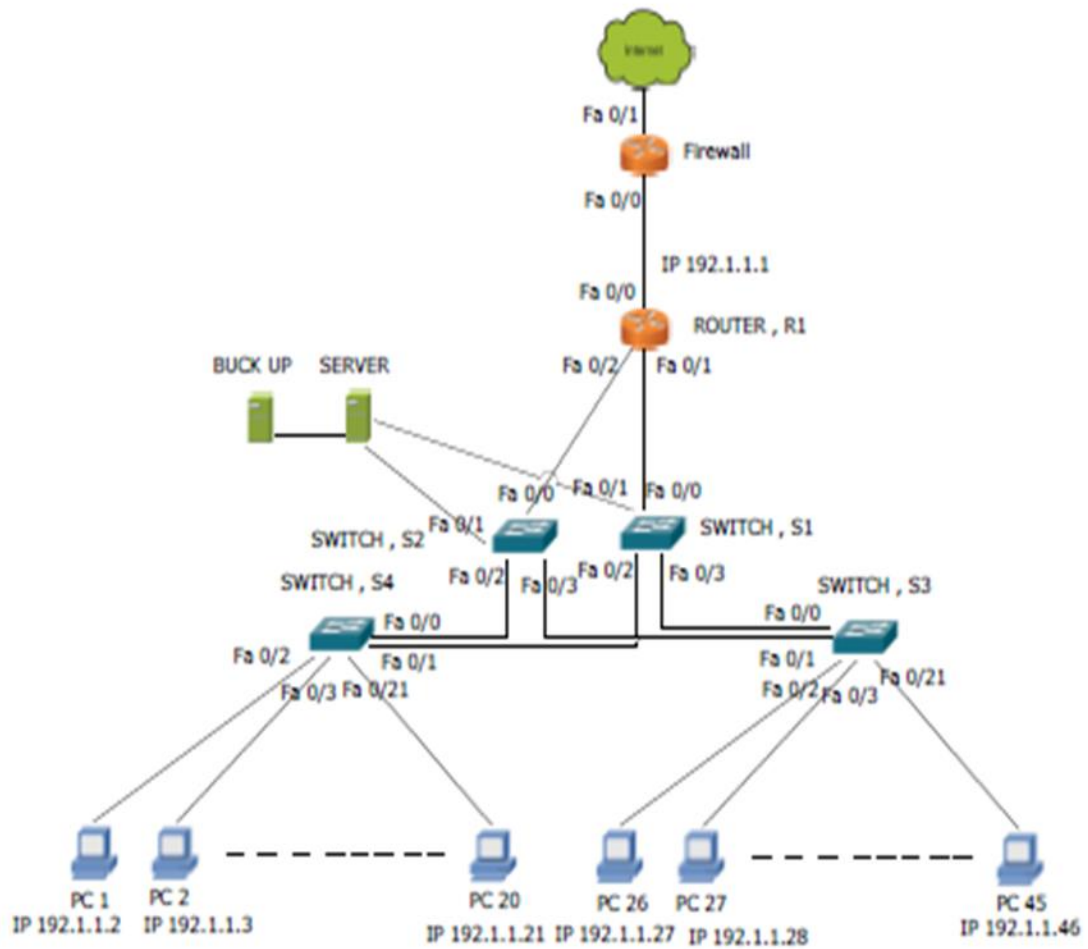 Internet
Fa 0/1
Firewall
Fa 0/0
IP 192.1.1.1
Fa 0/0
ROUTER , R1
Fa 0/2
Fa 0/1
BUCK UP
SERVER
Fa 0/0
Fa 0/1
Fa 0/0
Fa 0/1
SWITCH , S2
SWITCH , S1
Fa 0/2
Fa 0/3
Fa 0/2
Fa 0/3
SWITCH , S4
SWITCH , S3
Fa 0/0
Fa 0/0
Fa 0/1
Fa 0/1
Fa 0/2
Fa 0/3
Fa 0/21
Fa 0/2
Fa 0/3
Fa 0/21
PC 1
IP 192.1.1.2
PC 2
IP 192.1.1.3
PC 20
IP 192.1.1.21
PC 26
IP 192.1.1.27
PC 27
IP 192.1.1.28
PC 45
IP 192.1.1.46